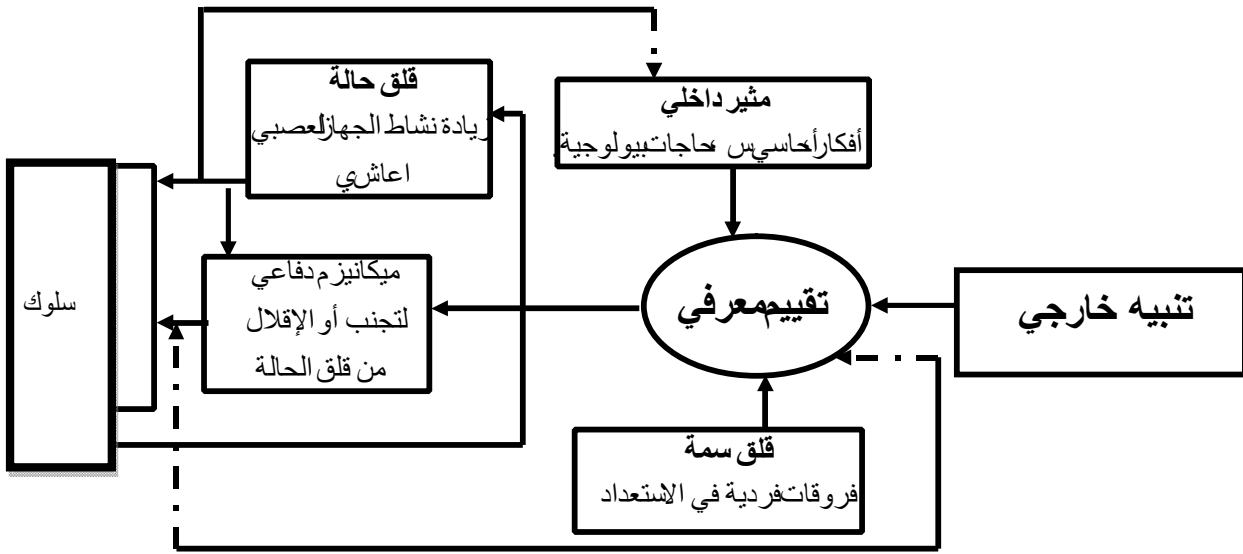 قلق حالة
زيادة نشاط الجهاز العصبي
اعاشي
مثير داخلي
أفكار أحاسيس، حاجات بيولوجية
ميكانيزم دفاعي
لتجنب أو الإقلال
من قلق الحالة
سلوك
تقييم معرفي
تنبيه خارجي
قلق سمة
فروقات فردية في الاستعداد